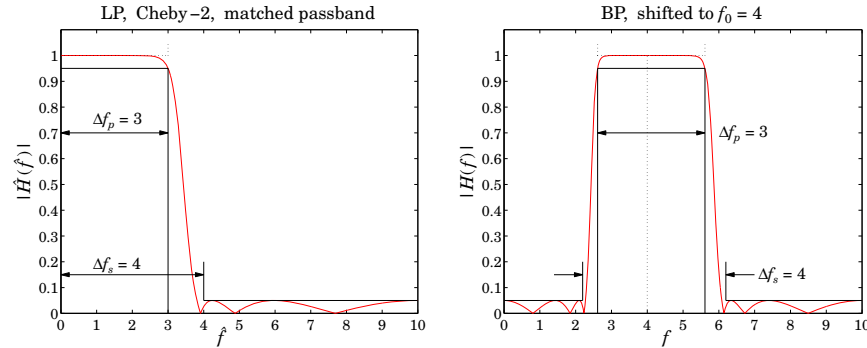 LP, Cheby-2, matched passband
1
0.9
0.8
0.7
0.6
0.5
0.4
0.3
0.2
0.1
0
|Ĥ(f̂)|
Δfₚ = 3
Δfₛ = 4
0 1 2 3 4 5 6 7 8 9 10
f̂
BP, shifted to f₀ = 4
1
0.9
0.8
0.7
0.6
0.5
0.4
0.3
0.2
0.1
0
|H(f)|
Δfₚ = 3
Δfₛ = 4
0 1 2 3 4 5 6 7 8 9 10
f